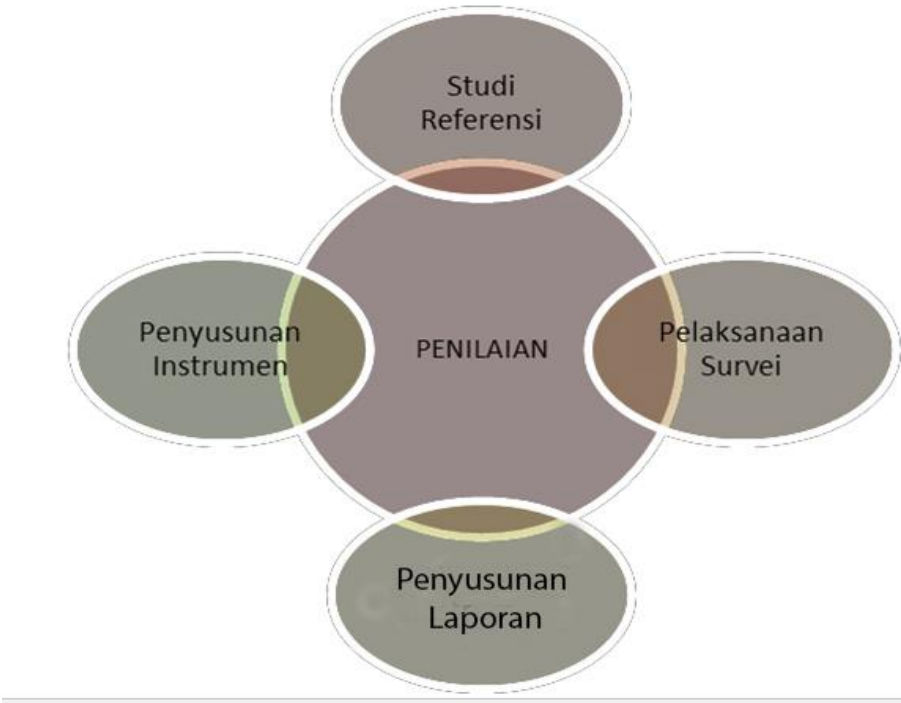 Studi
Referensi
Penyusunan
Instrumen
PENILAIAN
Pelaksanaan
Survei
Penyusunan
Laporan